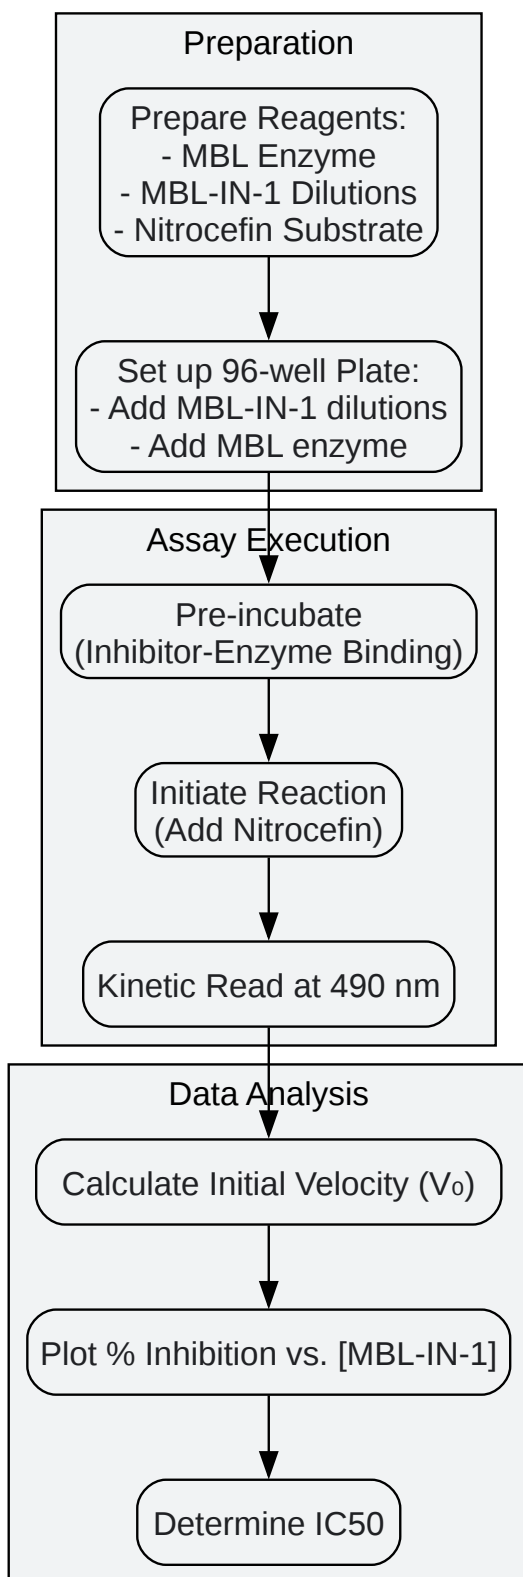 Preparation
Prepare Reagents:
- MBL Enzyme
- MBL-IN-1 Dilutions
- Nitrocefin Substrate
Set up 96-well Plate:
- Add MBL-IN-1 dilutions
- Add MBL enzyme
Assay Execution
Pre-incubate
(Inhibitor-Enzyme Binding)
Initiate Reaction
(Add Nitrocefin)
Kinetic Read at 490 nm
Data Analysis
Calculate Initial Velocity (V₀)
Plot % Inhibition vs. [MBL-IN-1]
Determine IC50